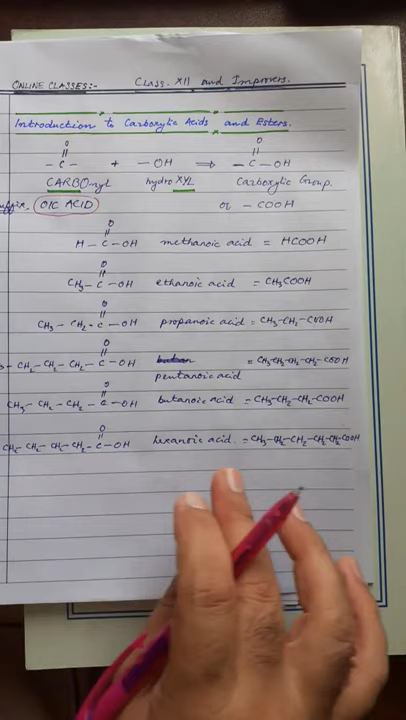 ONLINE CLASSES:- Class-XII and Improvers.
Introduction to Carboxylic Acids and Esters.
O O
|| ||
-C- + -OH ⇒ -C-OH
CARBOnyl hydroXYL Carboxylic Group.
suffix. OIC ACID or -COOH
O
||
H-C-OH methanoic acid = HCOOH
O
||
CH₃-C-OH ethanoic acid = CH₃COOH
O
||
CH₃-CH₂-C-OH propanoic acid = CH₃-CH₂-COOH
O
||
CH₂-CH₂-CH₂-C-OH = CH₃-CH₂-CH₂-CH₂-COOH
pentanoic acid
O
||
CH₃-CH₂-CH₂-C-OH butanoic acid = CH₃-CH₂-CH₂-COOH
O
||
CH₂-CH₂-CH₂-CH₂-C-OH hexanoic acid. = CH₃-CH₂-CH₂-CH₂-CH₂-COOH